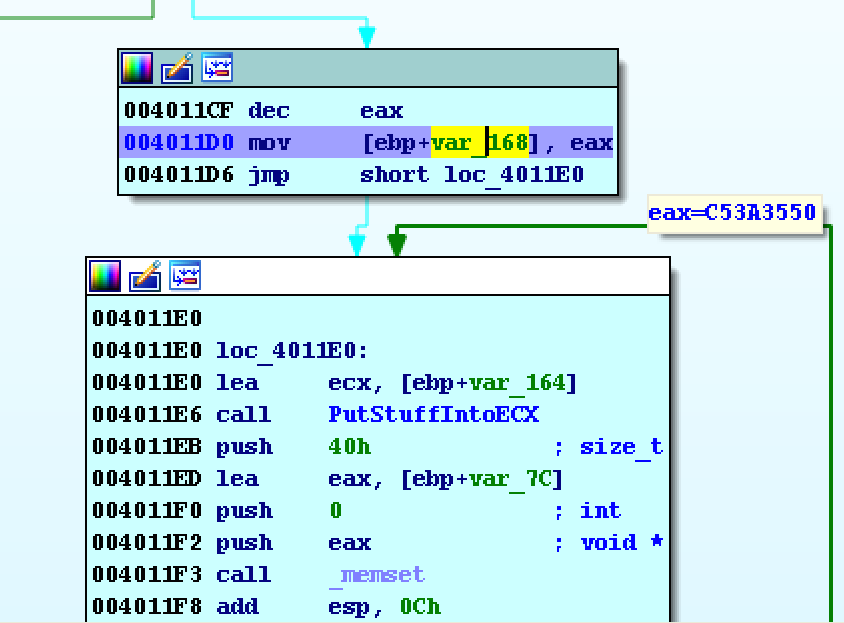 004011CF dec eax
004011D0 mov [ebp+var_168], eax
004011D6 jmp short loc_4011E0
eax=C53A3550
004011E0
004011E0 loc_4011E0:
004011E0 lea ecx, [ebp+var_164]
004011E6 call PutStuffIntoECX
004011EB push 40h ; size_t
004011ED lea eax, [ebp+var_7C]
004011F0 push 0 ; int
004011F2 push eax ; void *
004011F3 call _memset
004011F8 add esp, 0Ch